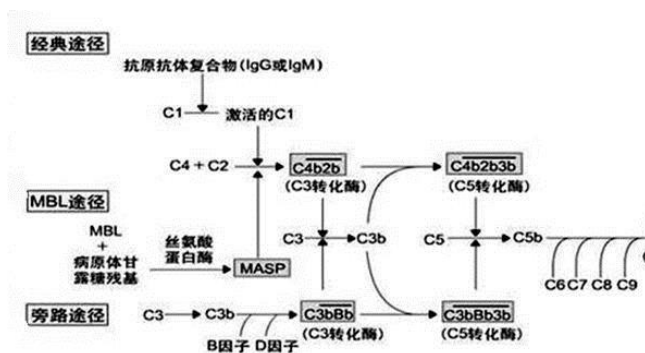 经典途径
抗原抗体复合物(IgG或IgM)
C1
激活的C1
C4+C2
C4b2b
(C3转化酶)
C4b2b3b
(C5转化酶)
MBL途径
MBL
+
病原体甘
露糖残基
丝氨酸
蛋白酶
MASP
C3
C3b
C5
C5b
C6 C7 C8 C9
旁路途径
C3
C3b
B因子 D因子
C3bBb
(C3转化酶)
C3bBb3b
(C5转化酶)